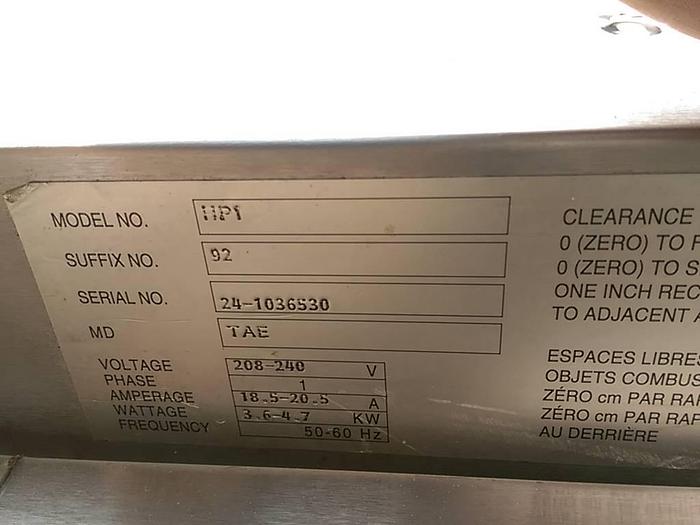 MODEL NO. HP1
SUFFIX NO. 92
SERIAL NO. 24-1036530
MD TAE
VOLTAGE 208-240 V
PHASE 1
AMPERAGE 18.5-20.5 A
WATTAGE 3.6-4.7 KW
FREQUENCY 50-60 Hz
CLEARANCE
0 (ZERO) TO F
0 (ZERO) TO S
ONE INCH REC
TO ADJACENT A
ESPACES LIBRES
OBJETS COMBUS
ZÉRO cm PAR RAP
ZÉRO cm PAR RAP
AU DERRIÈRE